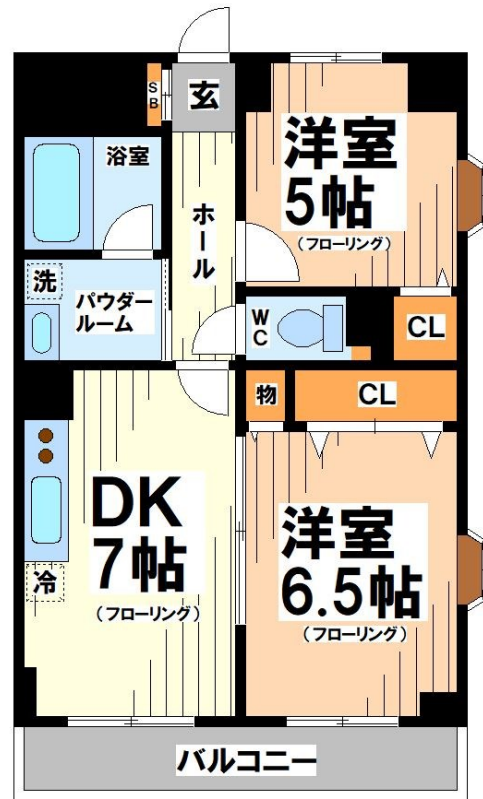 SB
玄
浴室
洋室
5帖
(フローリング)
ホール
洗
パウダー
ルーム
WC
CL
物
CL
DK
7帖
(フローリング)
冷
洋室
6.5帖
(フローリング)
バルコニー